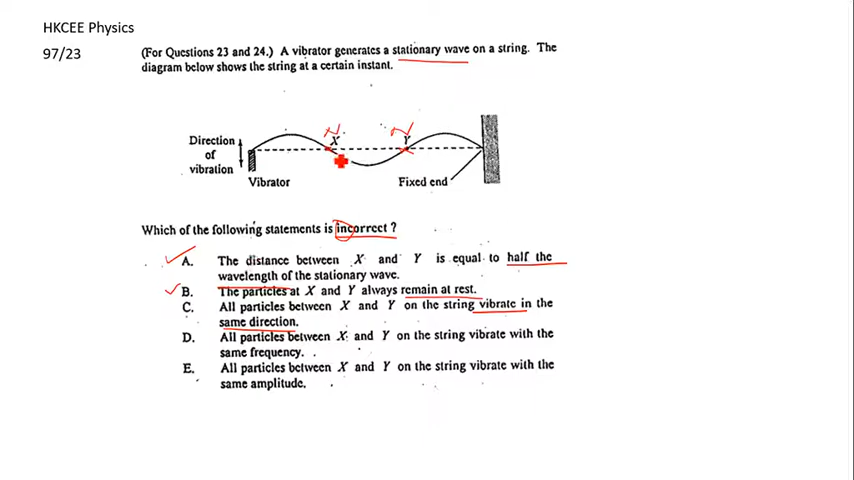 HKCEE Physics
97/23
(For Questions 23 and 24.) A vibrator generates a stationary wave on a string. The
diagram below shows the string at a certain instant.
N
N
X
Y
Direction
of
vibration
Vibrator
Fixed end
Which of the following statements is incorrect ?
A. The distance between X and Y is equal to half the
wavelength of the stationary wave.
B. The particles at X and Y always remain at rest.
C. All particles between X and Y on the string vibrate in the
same direction.
D. All particles between X and Y on the string vibrate with the
same frequency.
E. All particles between X and Y on the string vibrate with the
same amplitude.